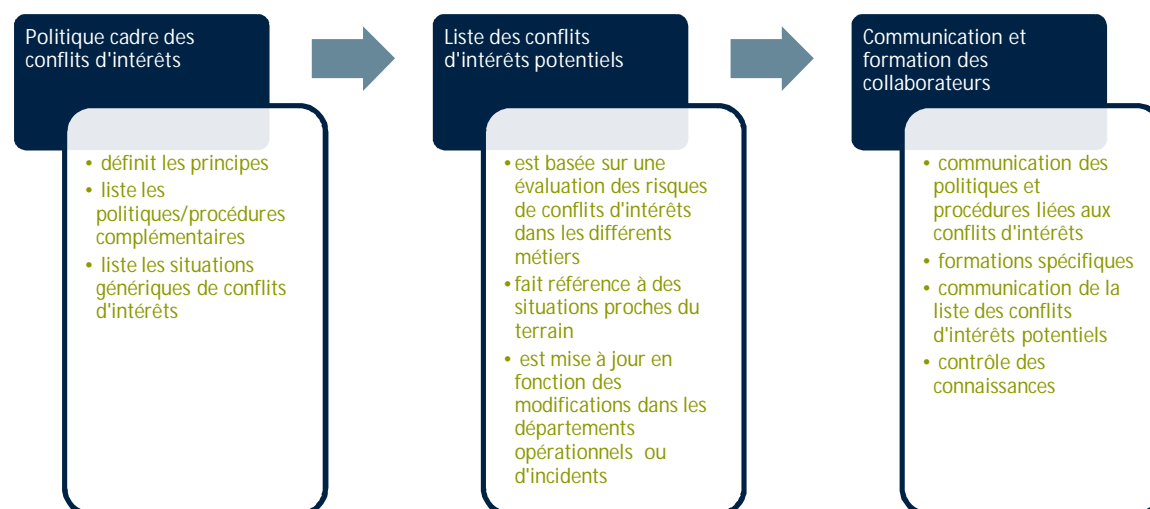 Politique cadre des
conflits d'intérêts
• définit les principes
• liste les
politiques/procédures
complémentaires
• liste les situations
génériques de conflits
d'intérêts
Liste des conflits
d'intérêts potentiels
• est basée sur une
évaluation des risques
de conflits d'intérêts
dans les différents
métiers
• fait référence à des
situations proches du
terrain
• est mise à jour en
fonction des
modifications dans les
départements
opérationnels ou
d'incidents
Communication et
formation des
collaborateurs
• communication des
politiques et
procédures liées aux
conflits d'intérêts
• formations spécifiques
• communication de la
liste des conflits
d'intérêts potentiels
• contrôle des
connaissances